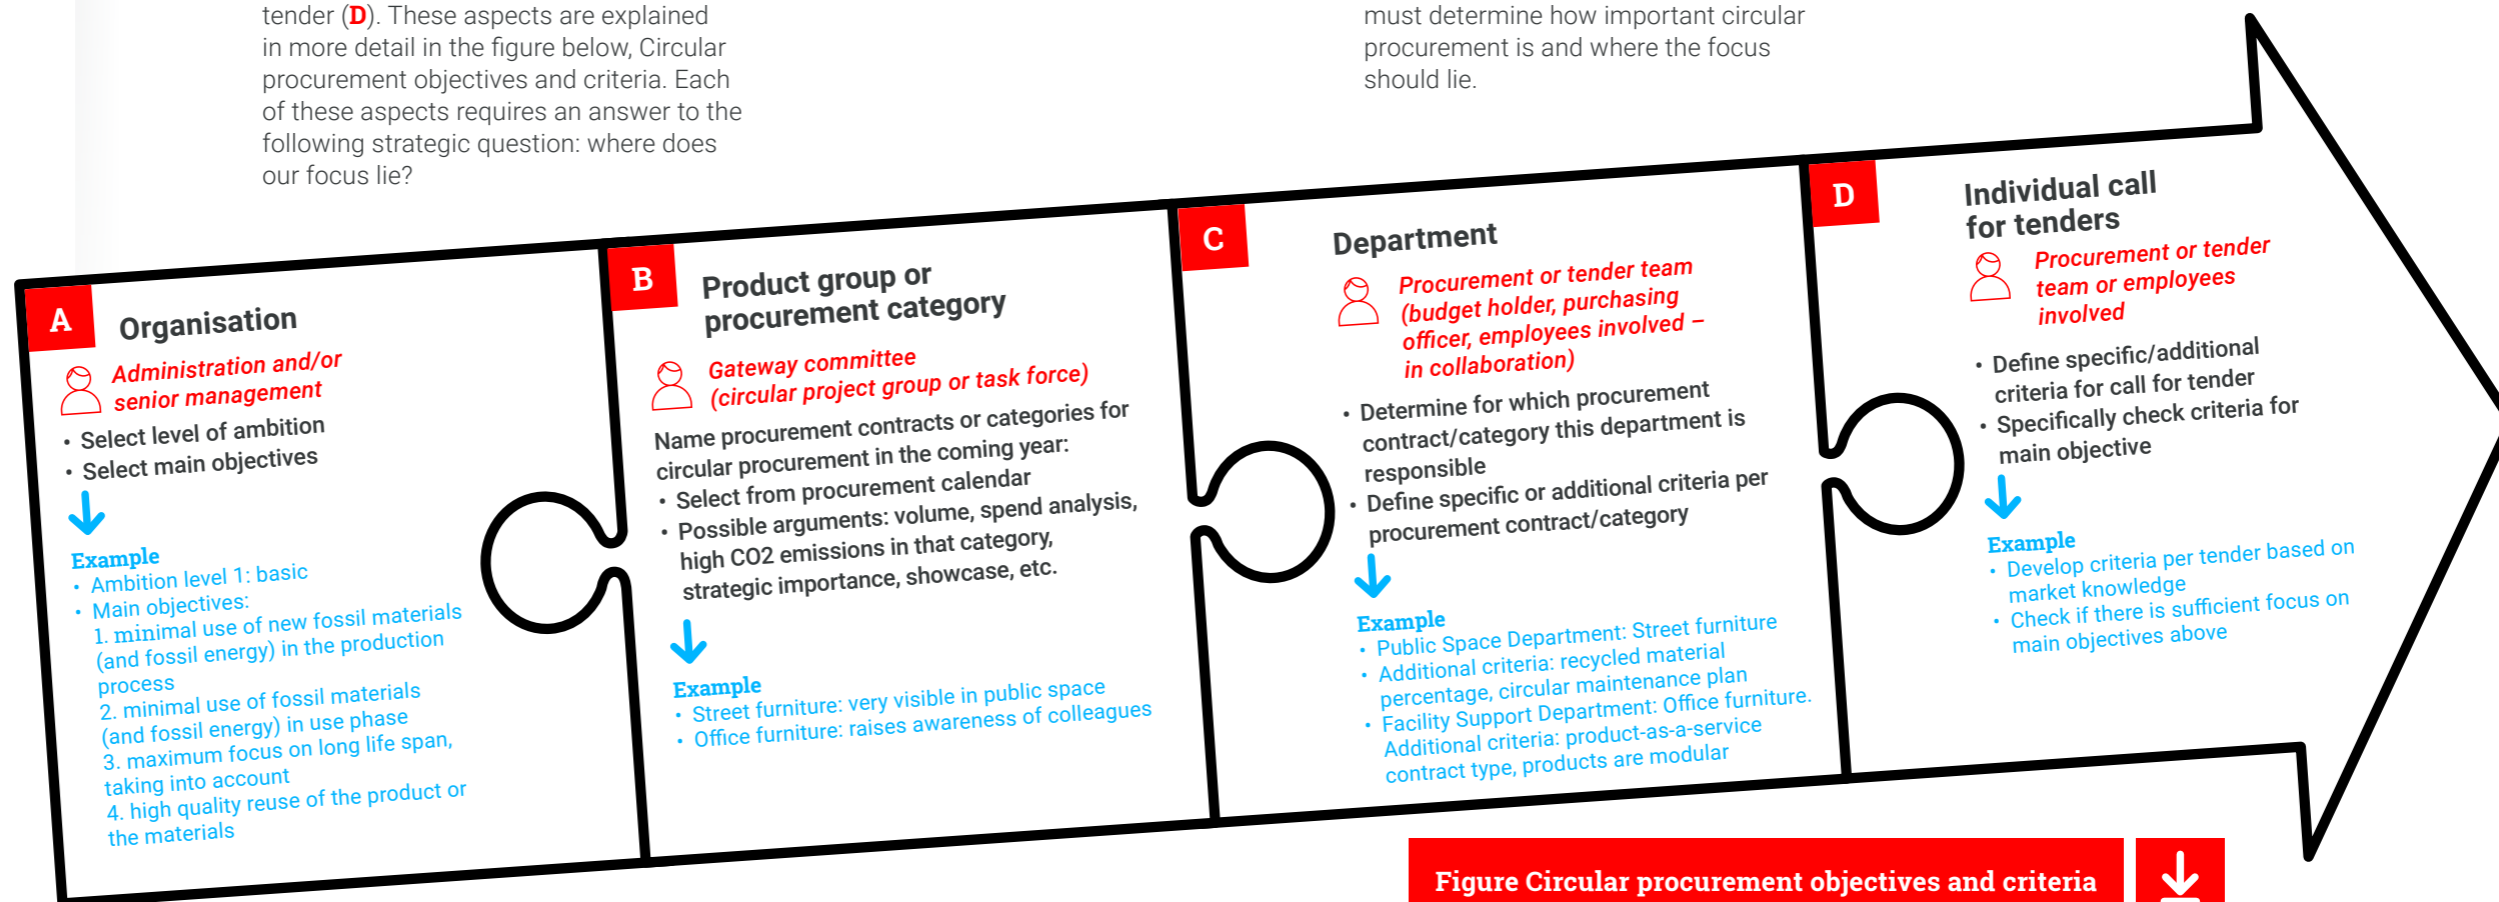 tender (D). These aspects are explained
in more detail in the figure below, Circular
procurement objectives and criteria. Each
of these aspects requires an answer to the
following strategic question: where does
our focus lie?
must determine how important circular
procurement is and where the focus
should lie.
A
Organisation
Administration and/or
senior management
• Select level of ambition
• Select main objectives
Example
• Ambition level 1: basic
• Main objectives:
1. minimal use of new fossil materials
(and fossil energy) in the production
process
2. minimal use of fossil materials
(and fossil energy) in use phase
3. maximum focus on long life span,
taking into account
4. high quality reuse of the product or
the materials
B
Product group or
procurement category
Gateway committee
(circular project group or task force)
Name procurement contracts or categories for
circular procurement in the coming year:
• Select from procurement calendar
• Possible arguments: volume, spend analysis,
high CO2 emissions in that category,
strategic importance, showcase, etc.
Example
• Street furniture: very visible in public space
• Office furniture: raises awareness of colleagues
C
Department
Procurement or tender team
(budget holder, purchasing
officer, employees involved –
in collaboration)
• Determine for which procurement
contract/category this department is
responsible
• Define specific or additional criteria per
procurement contract/category
Example
• Public Space Department: Street furniture
• Additional criteria: recycled material
percentage, circular maintenance plan
• Facility Support Department: Office furniture.
Additional criteria: product-as-a-service
contract type, products are modular
D
Individual call
for tenders
Procurement or tender
team or employees
involved
• Define specific/additional
criteria for call for tender
• Specifically check criteria for
main objective
Example
• Develop criteria per tender based on
market knowledge
• Check if there is sufficient focus on
main objectives above
Figure Circular procurement objectives and criteria